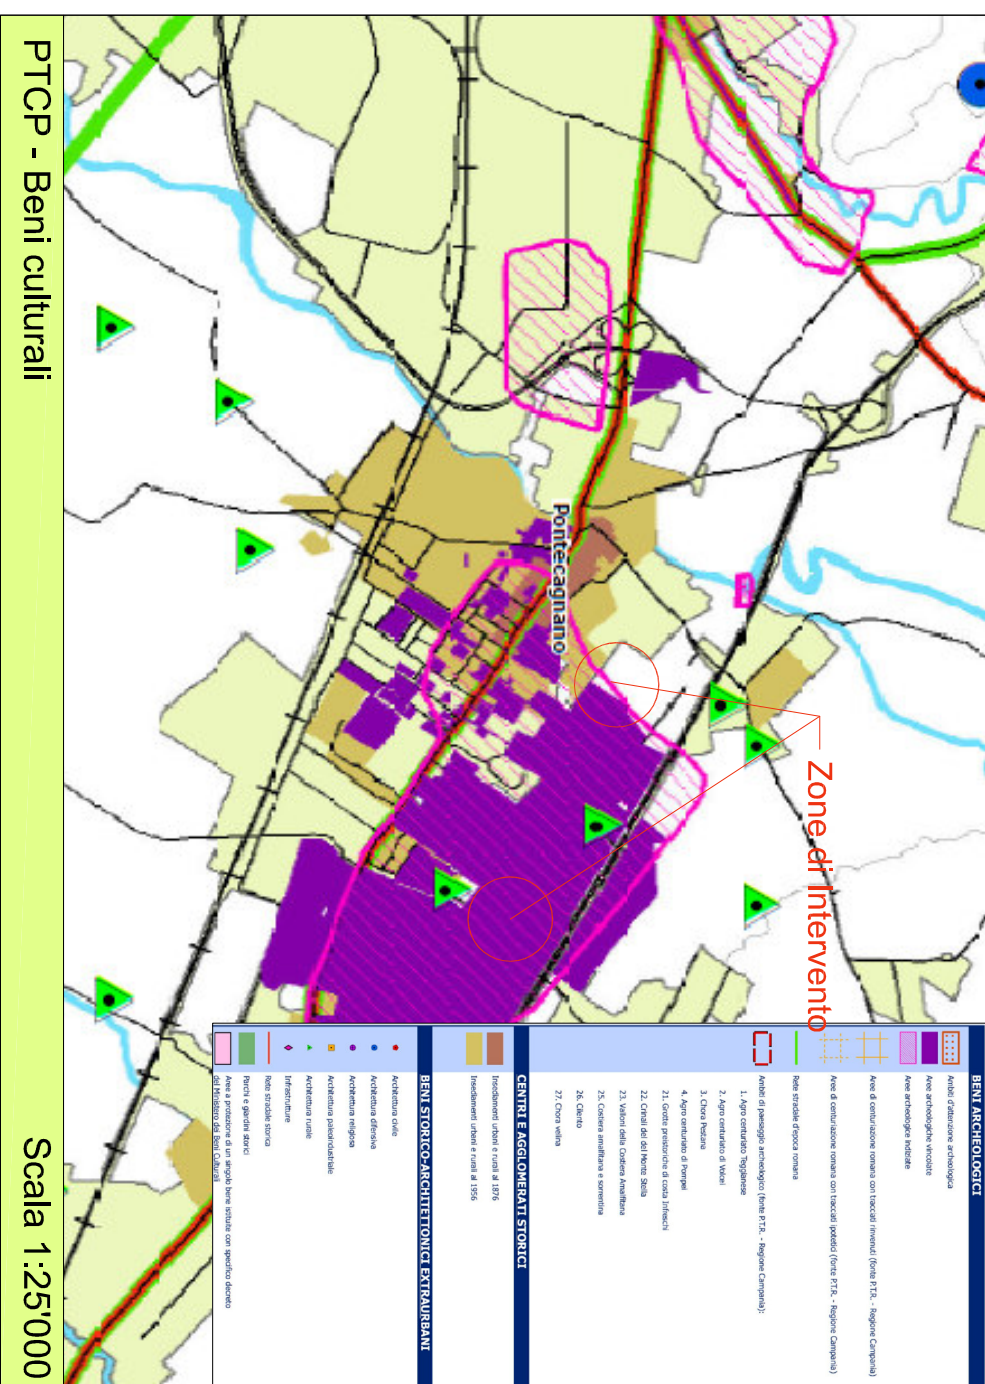 PTCP - Beni culturali
Scala 1:25'000
Pontecagnano
Zone di Intervento
BENI ARCHEOLOGICI
Ambiti d'attenzione archeologica
Aree archeologiche vincolate
Aree archeologice indiziate
Aree di centuriazione romana con tracciati rinvenuti (fonte P.T.R. - Regione Campania)
Aree di centuriazione romana con tracciati ipotetici (fonte P.T.R. - Regione Campania)
Rete stradale d'epoca romana
Ambiti di paesaggio archeologico (fonte P.T.R. - Regione Campania):
1. Agro centuriato Teggianese
2. Agro centuriato di Volcei
3. Chora Pestana
4. Agro centuriato di Pompei
21. Grotte preistoriche di costa Infreschi
22. Crinali del del Monte Stella
23. Valloni della Costiera Amalfitana
25. Costiera amalfitana e sorrentina
26. Cilento
27. Chora velina
CENTRI E AGGLOMERATI STORICI
Insediamenti urbani e rurali al 1876
Insediamenti urbani e rurali al 1956
BENI STORICO-ARCHITETTONICI EXTRAURBANI
Architettura civile
Architettura difensiva
Architettura religiosa
Architettura paleoindustriale
Architettura rurale
Infrastrutture
Rete stradale storica
Parchi e giardini storici
Aree a protezione di un singolo bene istituite con specifico decreto
del Ministero dei Beni Culturali